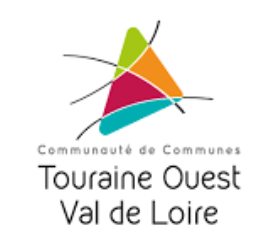 Communauté de Communes
Touraine Ouest
Val de Loire